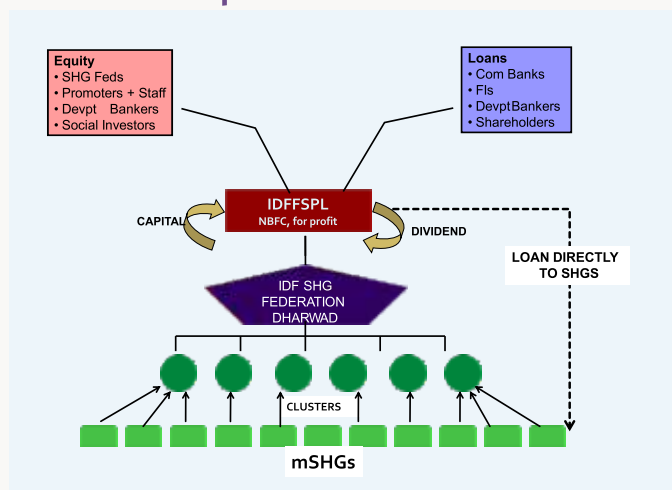 Equity
• SHG Feds
• Promoters + Staff
• Devpt Bankers
• Social Investors
Loans
• Com Banks
• FIs
• DevptBankers
• Shareholders
IDFFSPL
NBFC, for profit
CAPITAL
DIVIDEND
LOAN DIRECTLY
TO SHGS
IDF SHG
FEDERATION
DHARWAD
CLUSTERS
mSHGs